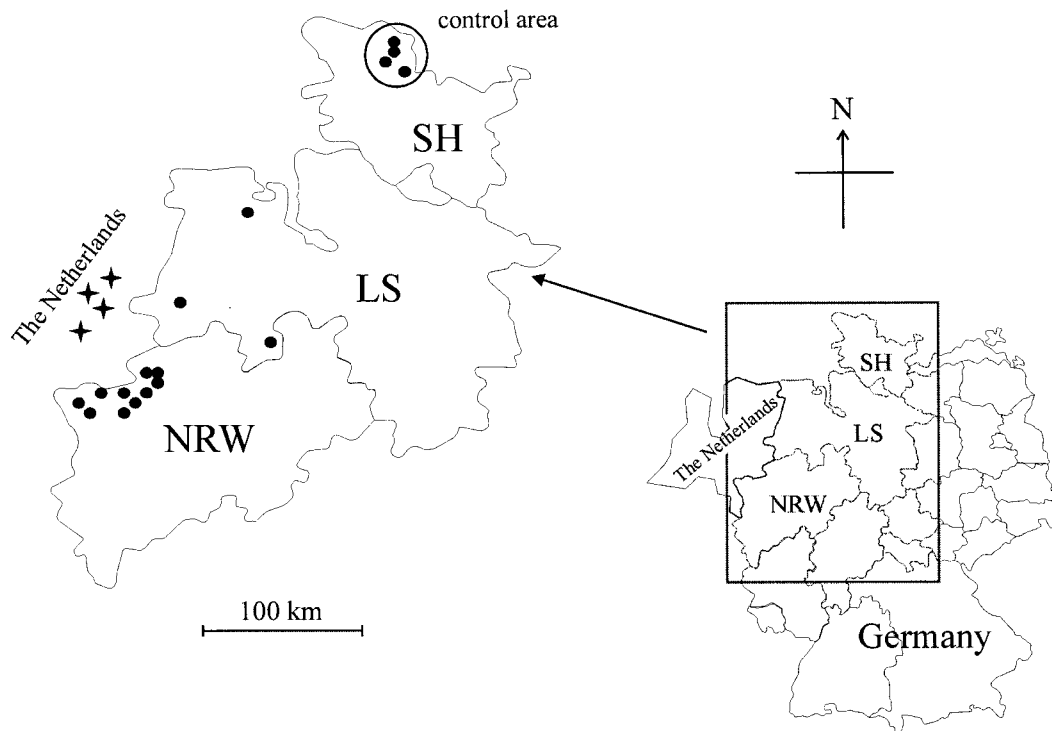 control area
SH
N
The Netherlands
LS
NRW
100 km
SH
The Netherlands
LS
NRW
Germany